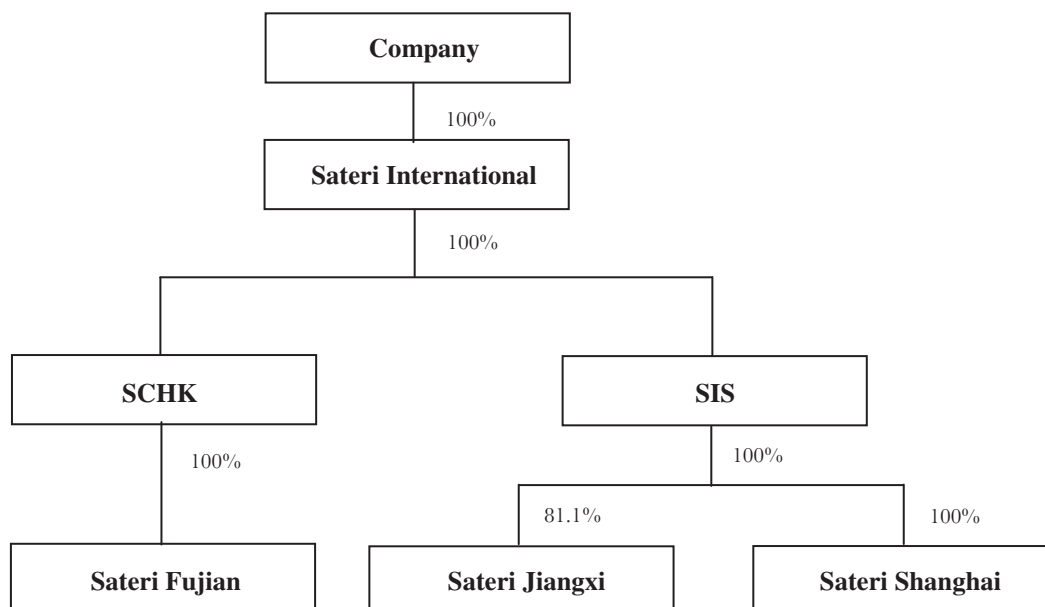 Company
100%
Sateri International
100%
SCHK
SIS
100%
100%
81.1%
100%
Sateri Fujian
Sateri Jiangxi
Sateri Shanghai